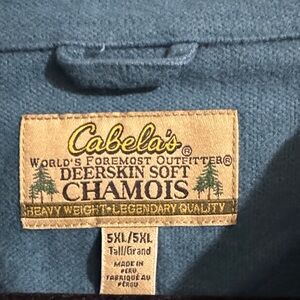 Cabela's®
WORLD'S FOREMOST OUTFITTER®
DEERSKIN SOFT
CHAMOIS
HEAVY WEIGHT·LEGENDARY QUALITY
5XL/5XL
Tall/Grand
MADE IN
PERU
FABRIQUÉ AU
PÉROU